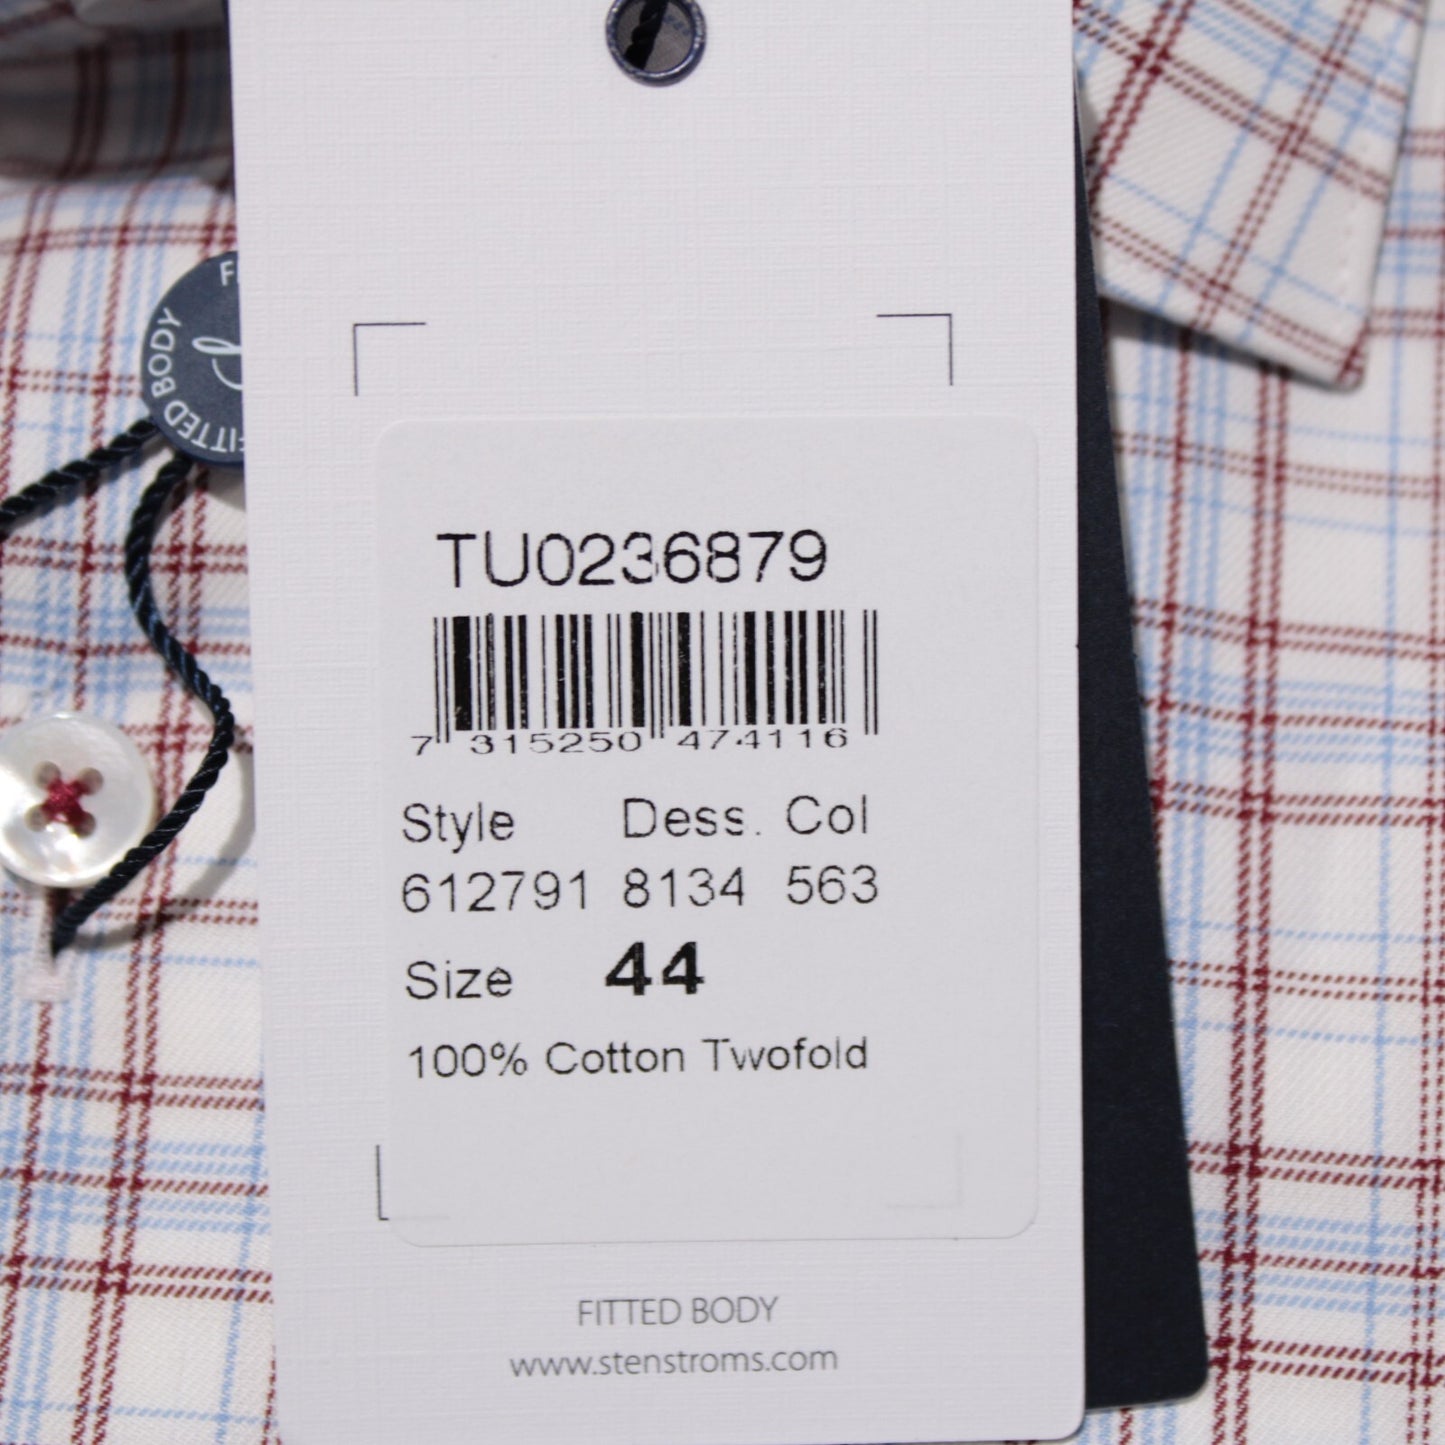 FITTED BODY
TU0236879
7 315250 474116
Style Dess. Col
612791 8134 563
Size 44
100% Cotton Twofold
FITTED BODY
www.stenstroms.com